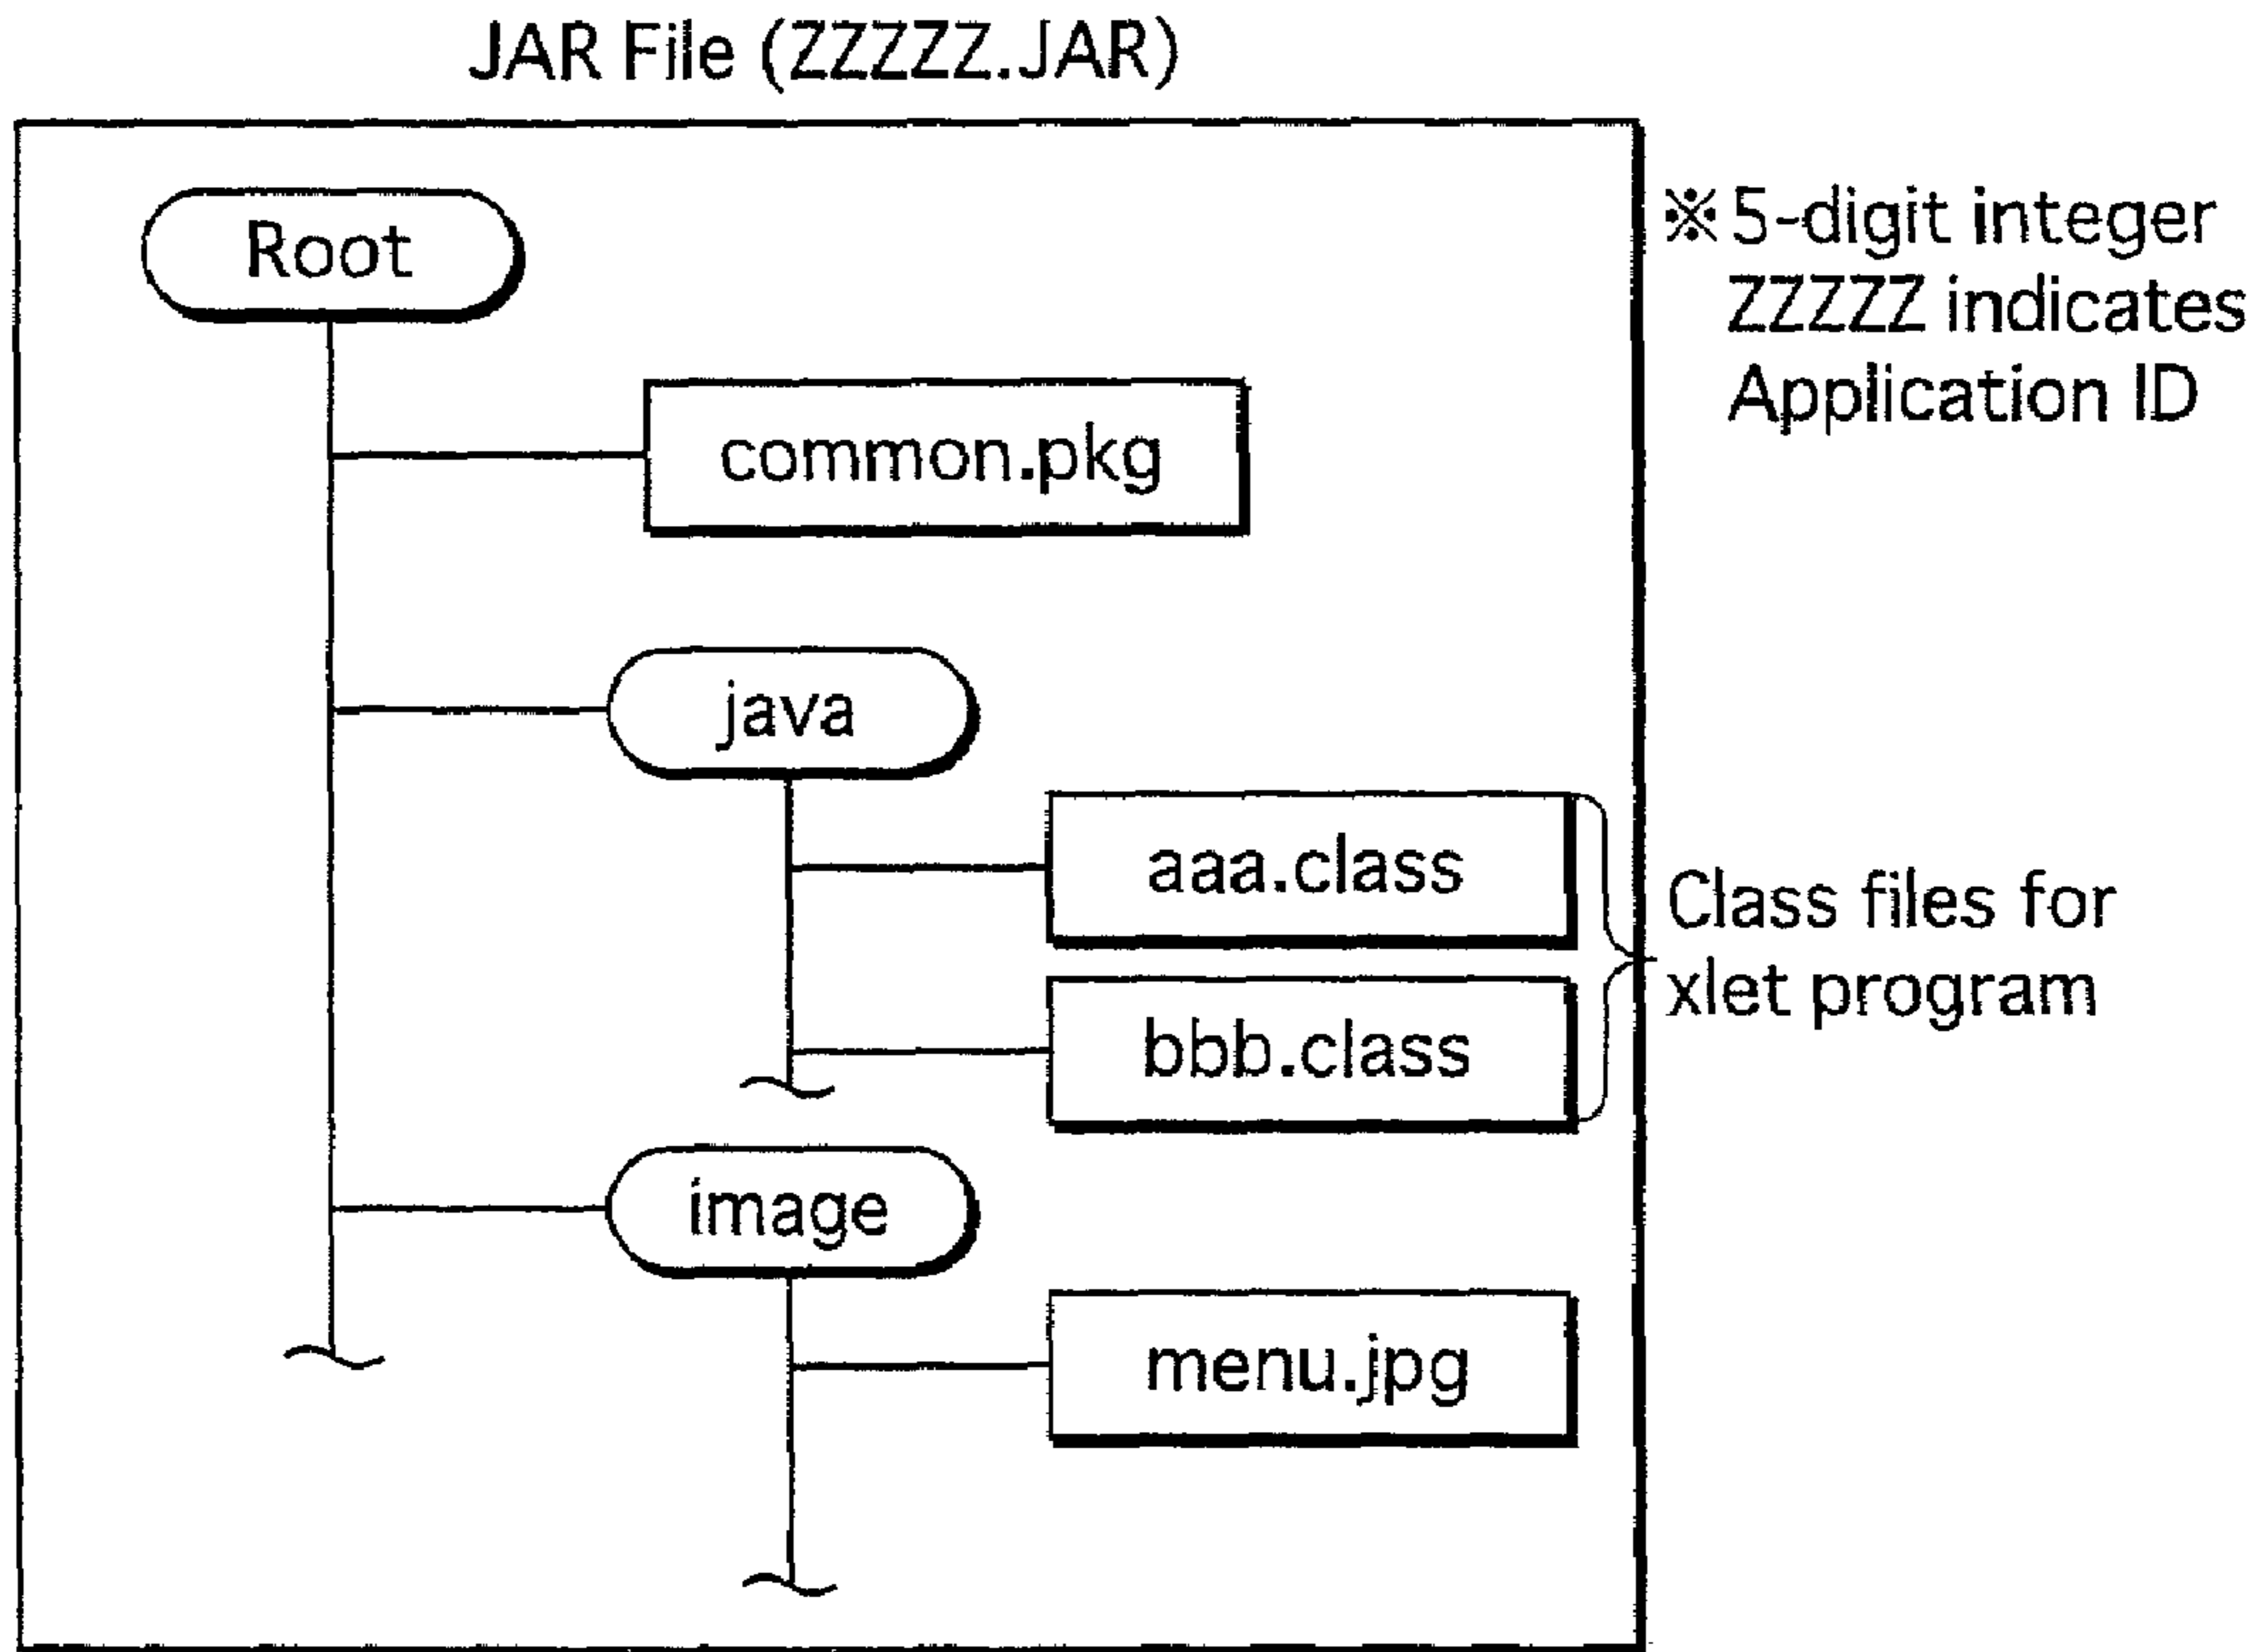 JAR File (ZZZZZ.JAR)
Root
※5-digit integer
ZZZZZ indicates
Application ID
common.pkg
java
aaa.class
bbb.class
Class files for
xlet program
image
menu.jpg